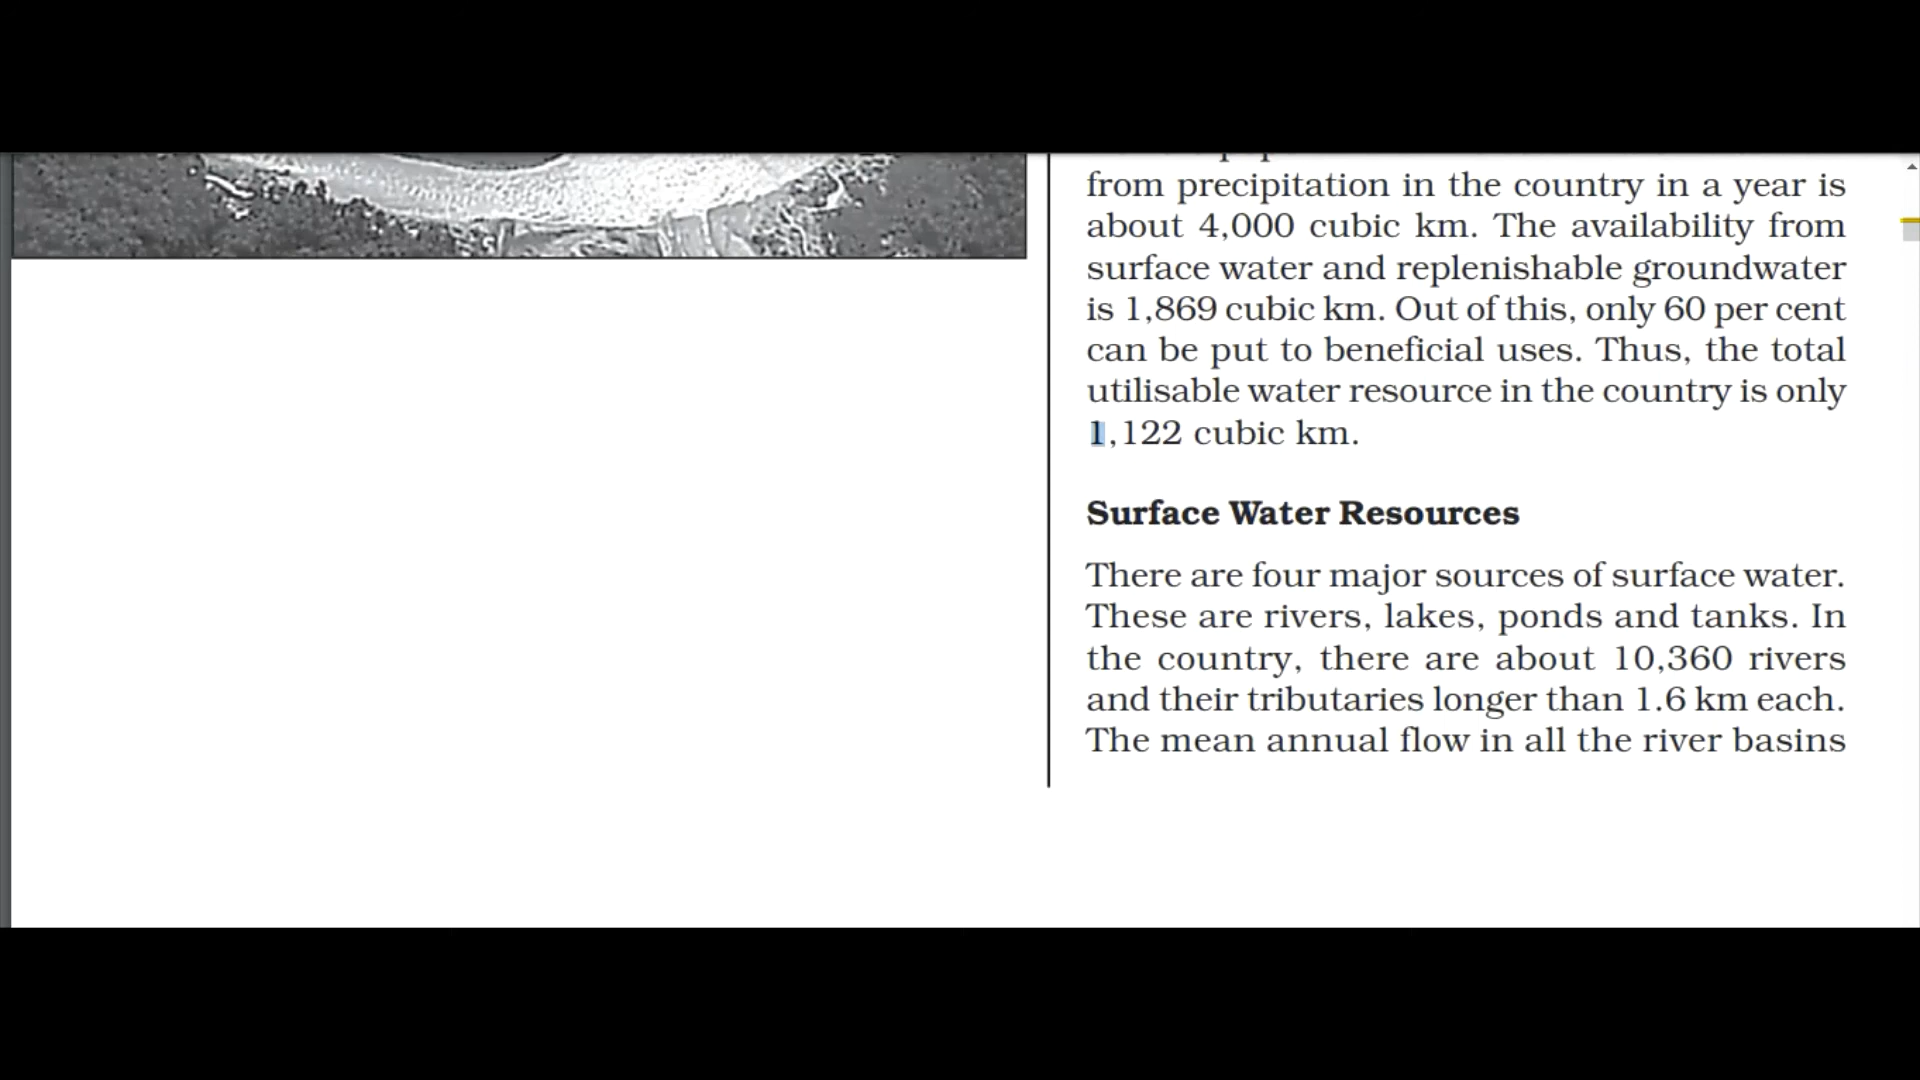 from precipitation in the country in a year is
about 4,000 cubic km. The availability from
surface water and replenishable groundwater
is 1,869 cubic km. Out of this, only 60 per cent
can be put to beneficial uses. Thus, the total
utilisable water resource in the country is only
1,122 cubic km.
Surface Water Resources
There are four major sources of surface water.
These are rivers, lakes, ponds and tanks. In
the country, there are about 10,360 rivers
and their tributaries longer than 1.6 km each.
The mean annual flow in all the river basins